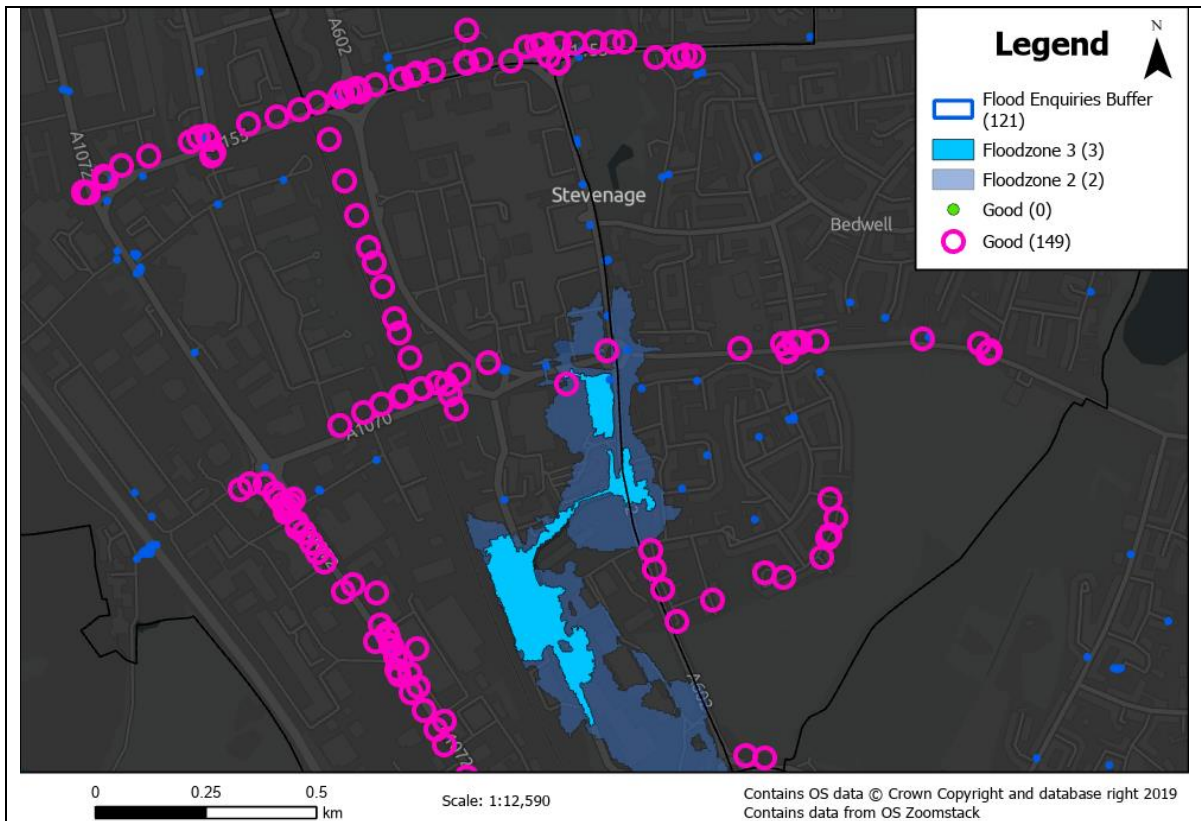 Legend
N
Flood Enquiries Buffer
(121)
Floodzone 3 (3)
Floodzone 2 (2)
Good (0)
Good (149)
A602
A1072
Stevenage
Bedwell
A1070
A602
A1072
0 0.25 0.5
km
Scale: 1:12,590
Contains OS data © Crown Copyright and database right 2019
Contains data from OS Zoomstack